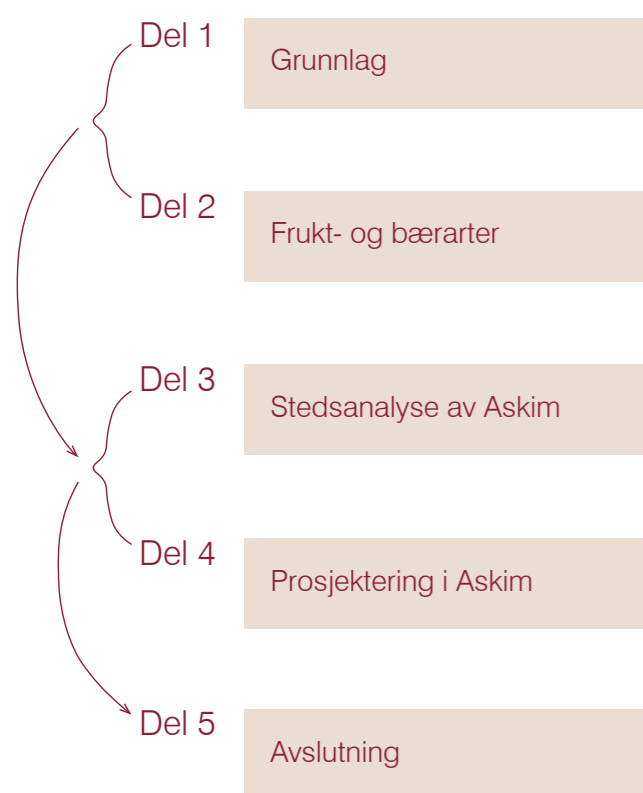 Del 1
Grunnlag
Del 2
Frukt- og bærarter
Del 3
Stedsanalyse av Askim
Del 4
Prosjektering i Askim
Del 5
Avslutning